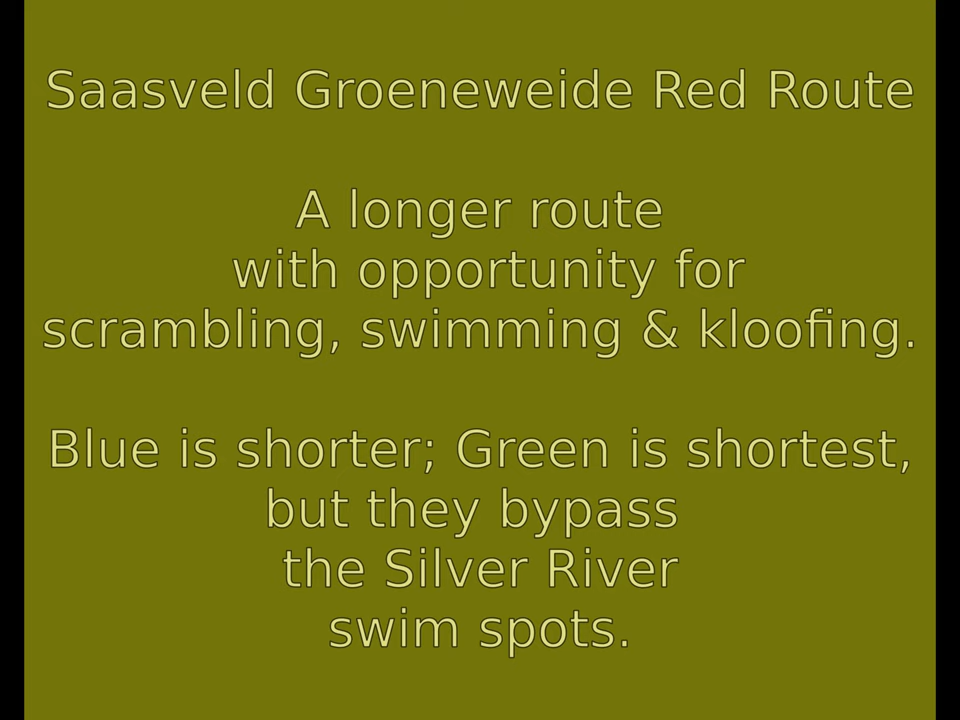 Saasveld Groeneweide Red Route
A longer route
with opportunity for
scrambling, swimming & kloofing.
Blue is shorter; Green is shortest,
but they bypass
the Silver River
swim spots.